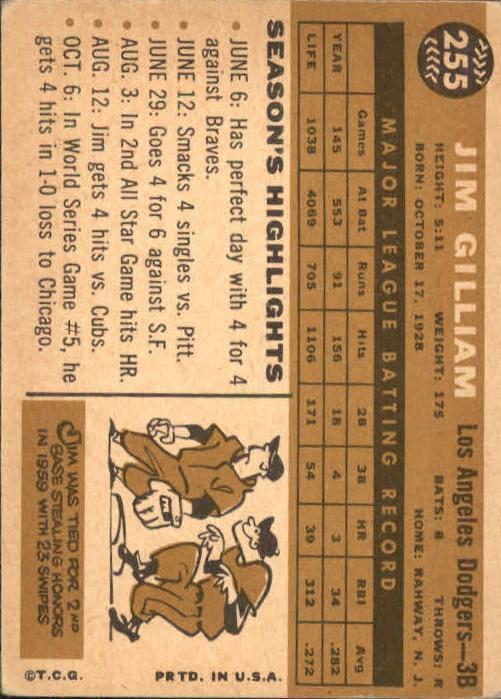 255
JIM GILLIAM Los Angeles Dodgers—3B
HEIGHT: 5:11 WEIGHT: 175 BATS: B THROWS: R
BORN: OCTOBER 17, 1928 HOME: RAHWAY, N. J.
MAJOR LEAGUE BATTING RECORD
Games At Bat Runs Hits 2B 3B HR RBI Avg
YEAR 145 553 91 156 18 4 3 34 .282
LIFE 1038 4069 705 1106 171 54 39 312 .272
SEASON'S HIGHLIGHTS
• JUNE 6: Has perfect day with 4 for 4
against Braves.
• JUNE 12: Smacks 4 singles vs. Pitt.
• JUNE 29: Goes 4 for 6 against S.F.
• AUG. 3: In 2nd All Star Game hits HR.
• AUG. 12: Jim gets 4 hits vs. Cubs.
• OCT. 6: In World Series Game #5, he
gets 4 hits in 1-0 loss to Chicago.
JIM WAS TIED FOR 2ND
BASE STEALING HONORS
IN 1959 WITH 23 SWIPES
©T.C.G. PRTD. IN U.S.A.